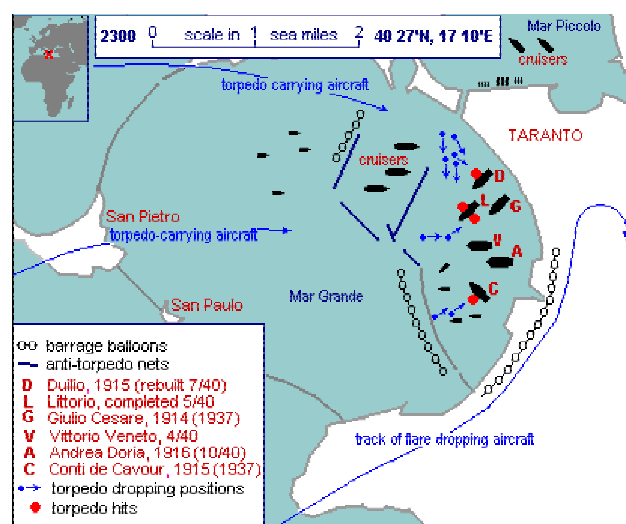 2300 0 scale in 1 sea miles 2 40 27'N, 17 10'E
Mar Piccolo
cruisers
torpedo carrying aircraft
TARANTO
cruisers
D
L
G
San Pietro
torpedo-carrying aircraft
V
A
Mar Grande
C
San Paulo
barrage balloons
anti-torpedo nets
D Duilio, 1915 (rebuilt 7/40)
L Littorio, completed 5/40
G Giulio Cesare, 1914 (1937)
V Vittorio Veneto, 4/40
A Andrea Doria, 1916 (10/40)
C Conti de Cavour, 1915 (1937)
torpedo dropping positions
torpedo hits
track of flare dropping aircraft